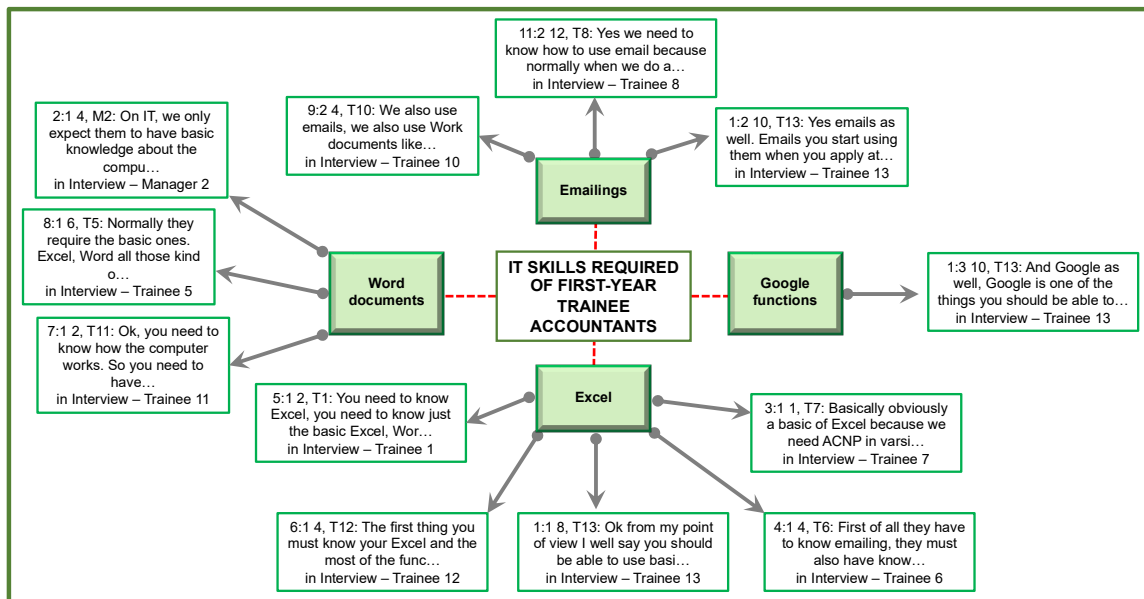 11:2 12, T8: Yes we need to
know how to use email because
normally when we do a…
in Interview – Trainee 8
9:2 4, T10: We also use
emails, we also use Work
documents like…
in Interview – Trainee 10
1:2 10, T13: Yes emails as
well. Emails you start using
them when you apply at…
in Interview – Trainee 13
2:1 4, M2: On IT, we only
expect them to have basic
knowledge about the
compu…
in Interview – Manager 2
Emailings
8:1 6, T5: Normally they
require the basic ones.
Excel, Word all those kind
o…
in Interview – Trainee 5
Word
documents
IT SKILLS REQUIRED
OF FIRST-YEAR
TRAINEE
ACCOUNTANTS
Google
functions
1:3 10, T13: And Google as
well, Google is one of the
things you should be able to…
in Interview – Trainee 13
7:1 2, T11: Ok, you need to
know how the computer
works. So you need to
have…
in Interview – Trainee 11
Excel
5:1 2, T1: You need to know
Excel, you need to know just
the basic Excel, Wor…
in Interview – Trainee 1
3:1 1, T7: Basically obviously
a basic of Excel because we
need ACNP in varsi…
in Interview – Trainee 7
6:1 4, T12: The first thing you
must know your Excel and the
most of the func…
in Interview – Trainee 12
1:1 8, T13: Ok from my point
of view I well say you should
be able to use basi…
in Interview – Trainee 13
4:1 4, T6: First of all they have
to know emailing, they must
also have know…
in Interview – Trainee 6